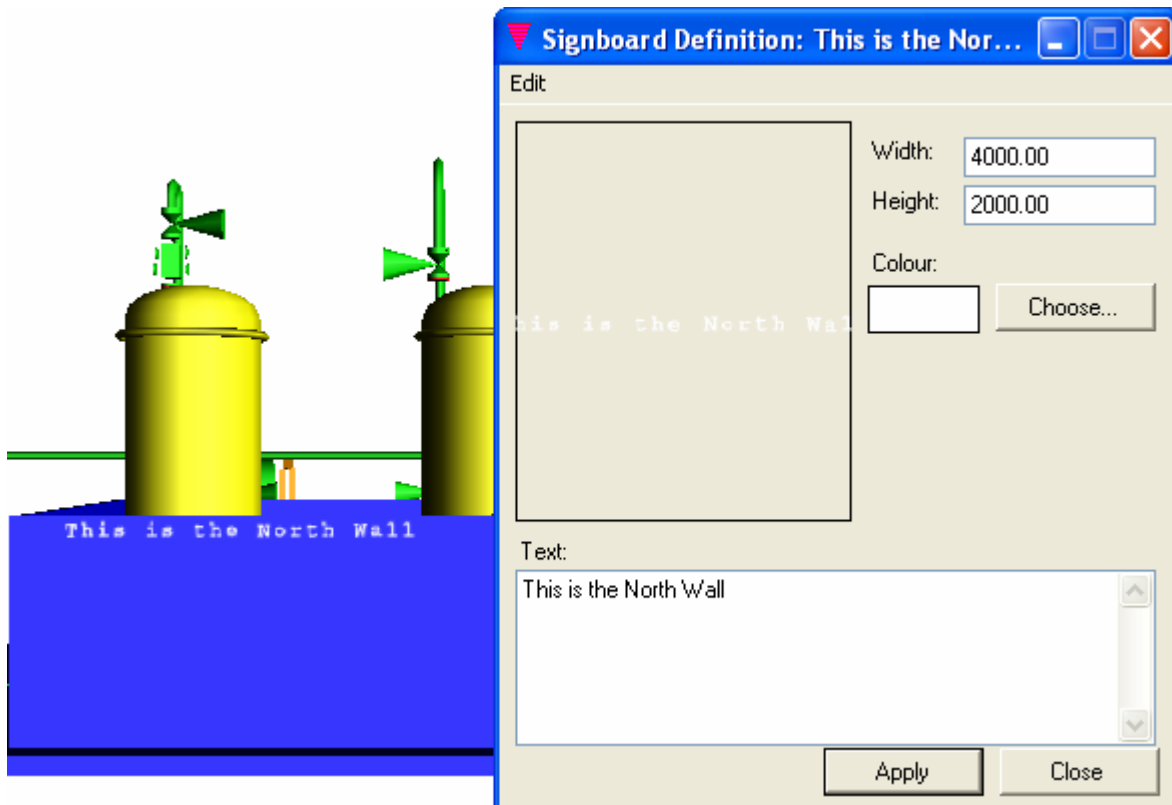 Signboard Definition: This is the Nor...
Edit
Width: 4000.00
Height: 2000.00
Colour:
Choose...
his is the North Wal
This is the North Wall
Text:
This is the North Wall
Apply Close